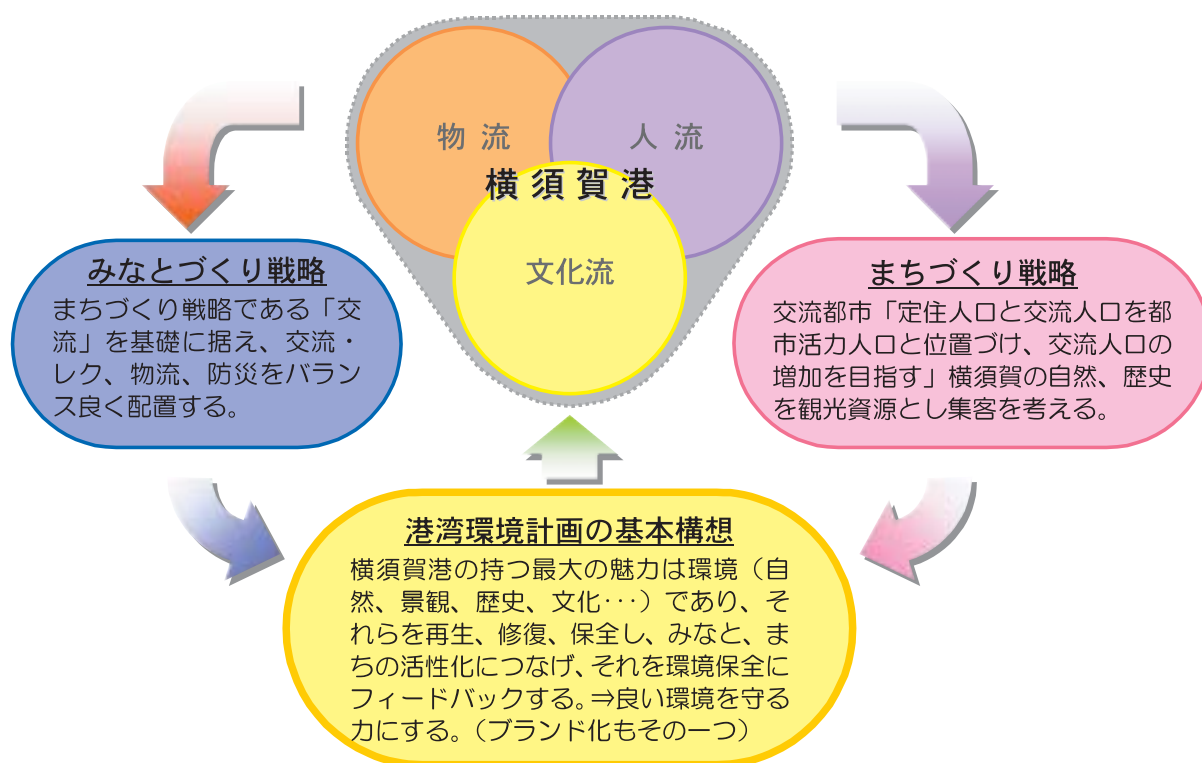 物 流
人 流
横 須 賀 港
文化流
みなとづくり戦略
まちづくり戦略である「交
流」を基礎に据え、交流・
レク、物流、防災をバラン
ス良く配置する。
まちづくり戦略
交流都市「定住人口と交流人口を都
市活力人口と位置づけ、交流人口の
増加を目指す」横須賀の自然、歴史
を観光資源とし集客を考える。
港湾環境計画の基本構想
横須賀港の持つ最大の魅力は環境（自
然、景観、歴史、文化･･･）であり、そ
れらを再生、修復、保全し、みなと、ま
ちの活性化につなげ、それを環境保全に
フィードバックする。⇒良い環境を守る
力にする。（ブランド化もその一つ）